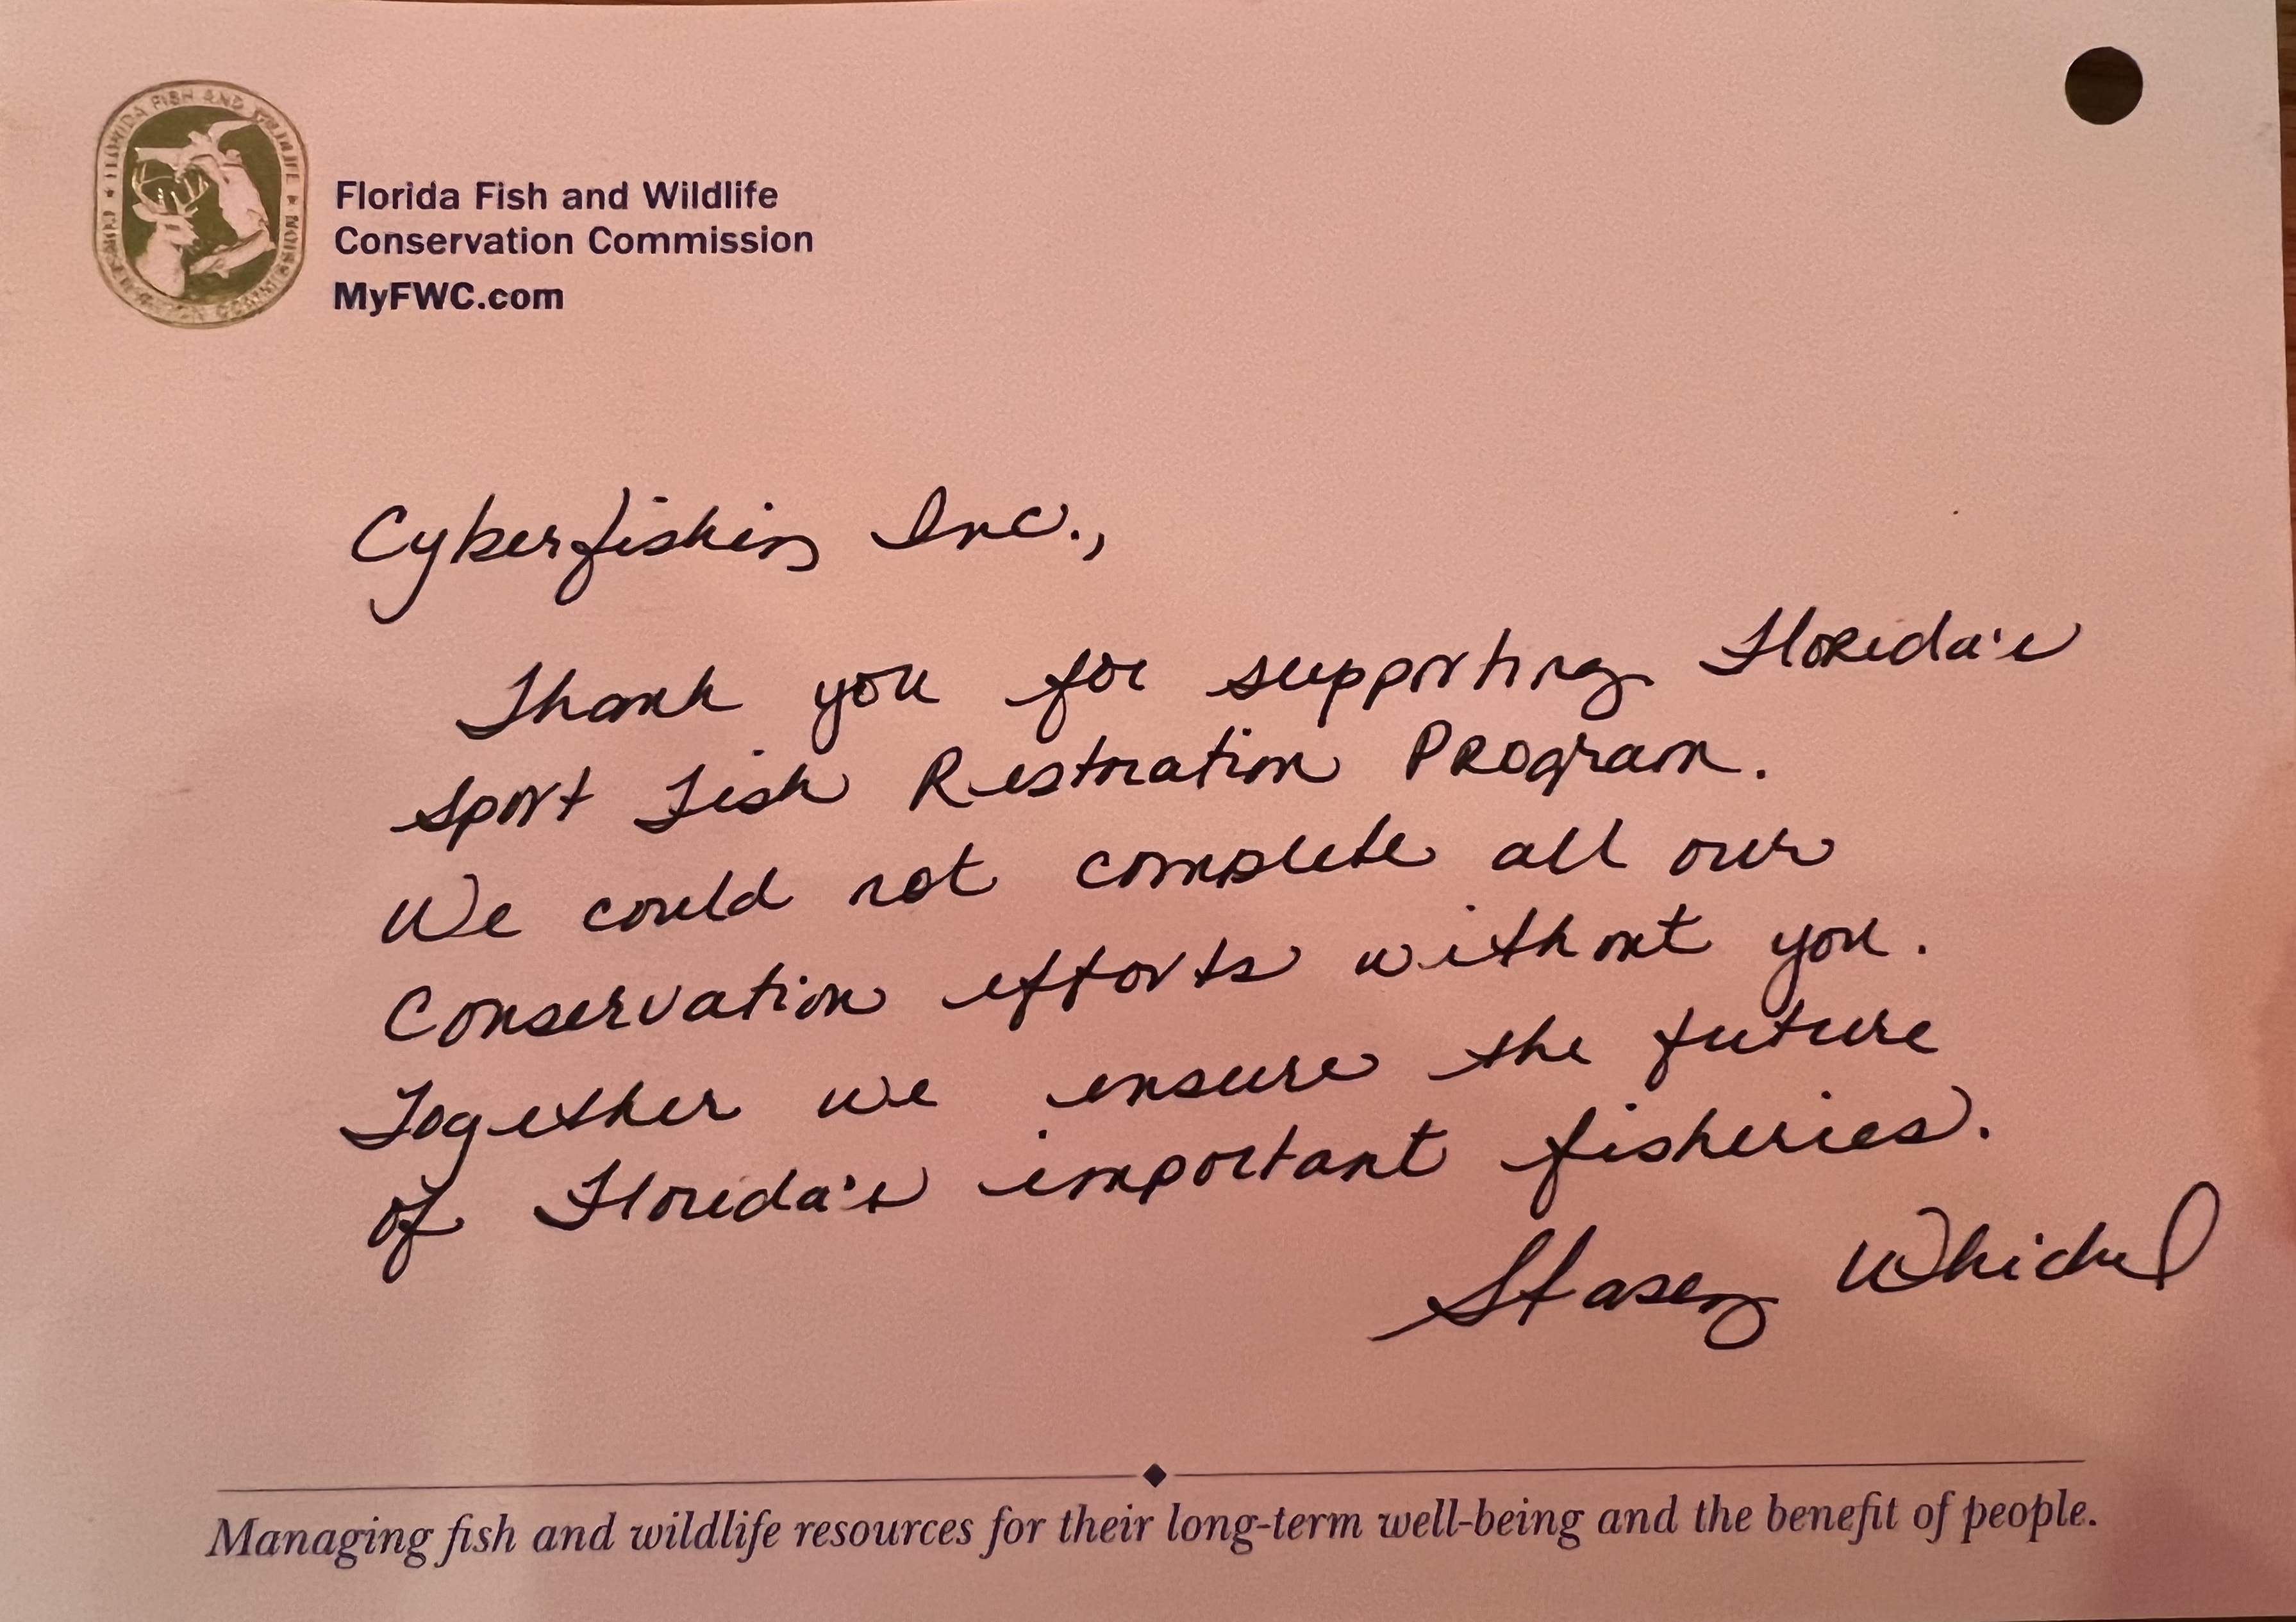 FLORIDA FISH AND WILDLIFE CONSERVATION COMMISSION
Florida Fish and Wildlife
Conservation Commission
MyFWC.com
Cyberfishing Inc.,
Thank you for supporting Florida's
Sport Fish Restoration Program.
We could not complete all our
Conservation efforts without you.
Together we ensure the future
of Florida's important fisheries.
Stasey Whichel
Managing fish and wildlife resources for their long-term well-being and the benefit of people.